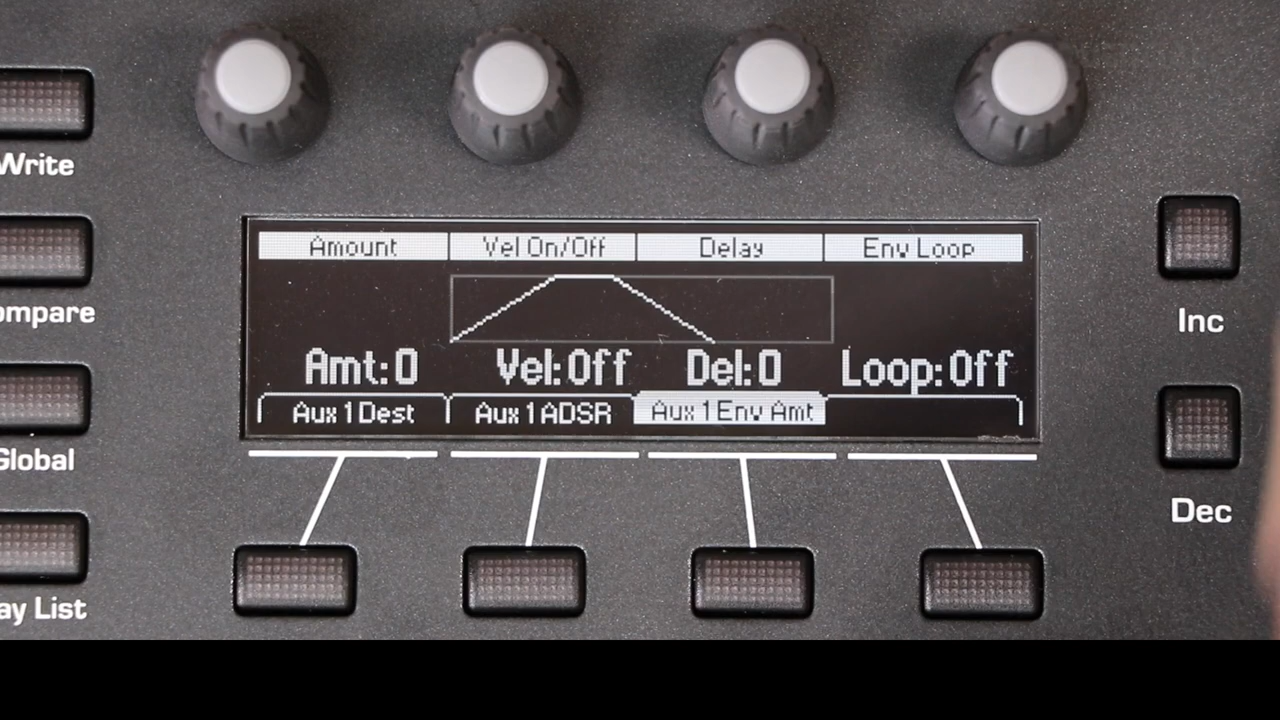 Write
Amount Vel On/Off Delay Env Loop
Inc
ompare
Amt:0 Vel:Off Del:0 Loop:Off
Aux 1 Dest Aux 1 ADSR Aux 1 Env Amt
Global
Dec
ay List